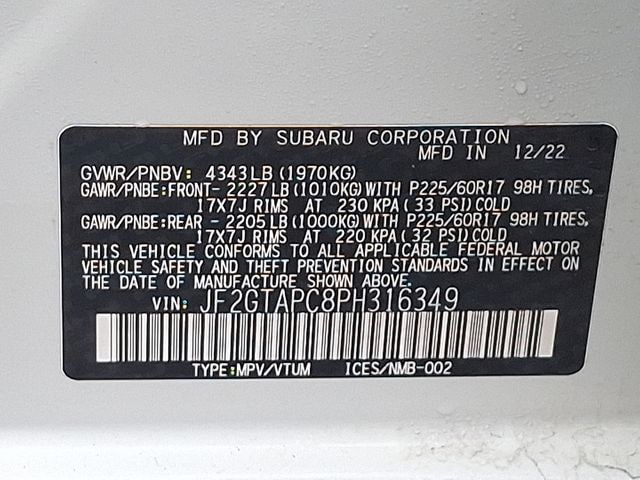 MFD BY SUBARU CORPORATION
MFD IN 12/22
GVWR/PNBV: 4343LB(1970KG)
GAWR/PNBE:FRONT- 2227LB(1010KG)WITH P225/60R17 98H TIRES,
17X7J RIMS AT 230 KPA(33 PSI)COLD
GAWR/PNBE:REAR - 2205LB(1000KG)WITH P225/60R17 98H TIRES,
17X7J RIMS AT 220 KPA(32 PSI)COLD
THIS VEHICLE CONFORMS TO ALL APPLICABLE FEDERAL MOTOR
VEHICLE SAFETY AND THEFT PREVENTION STANDARDS IN EFFECT ON
THE DATE OF MANUFACTURE SHOWN ABOVE.
VIN: JF2GTAPC8PH316349
TYPE:MPV/VTUM ICES/NMB-002